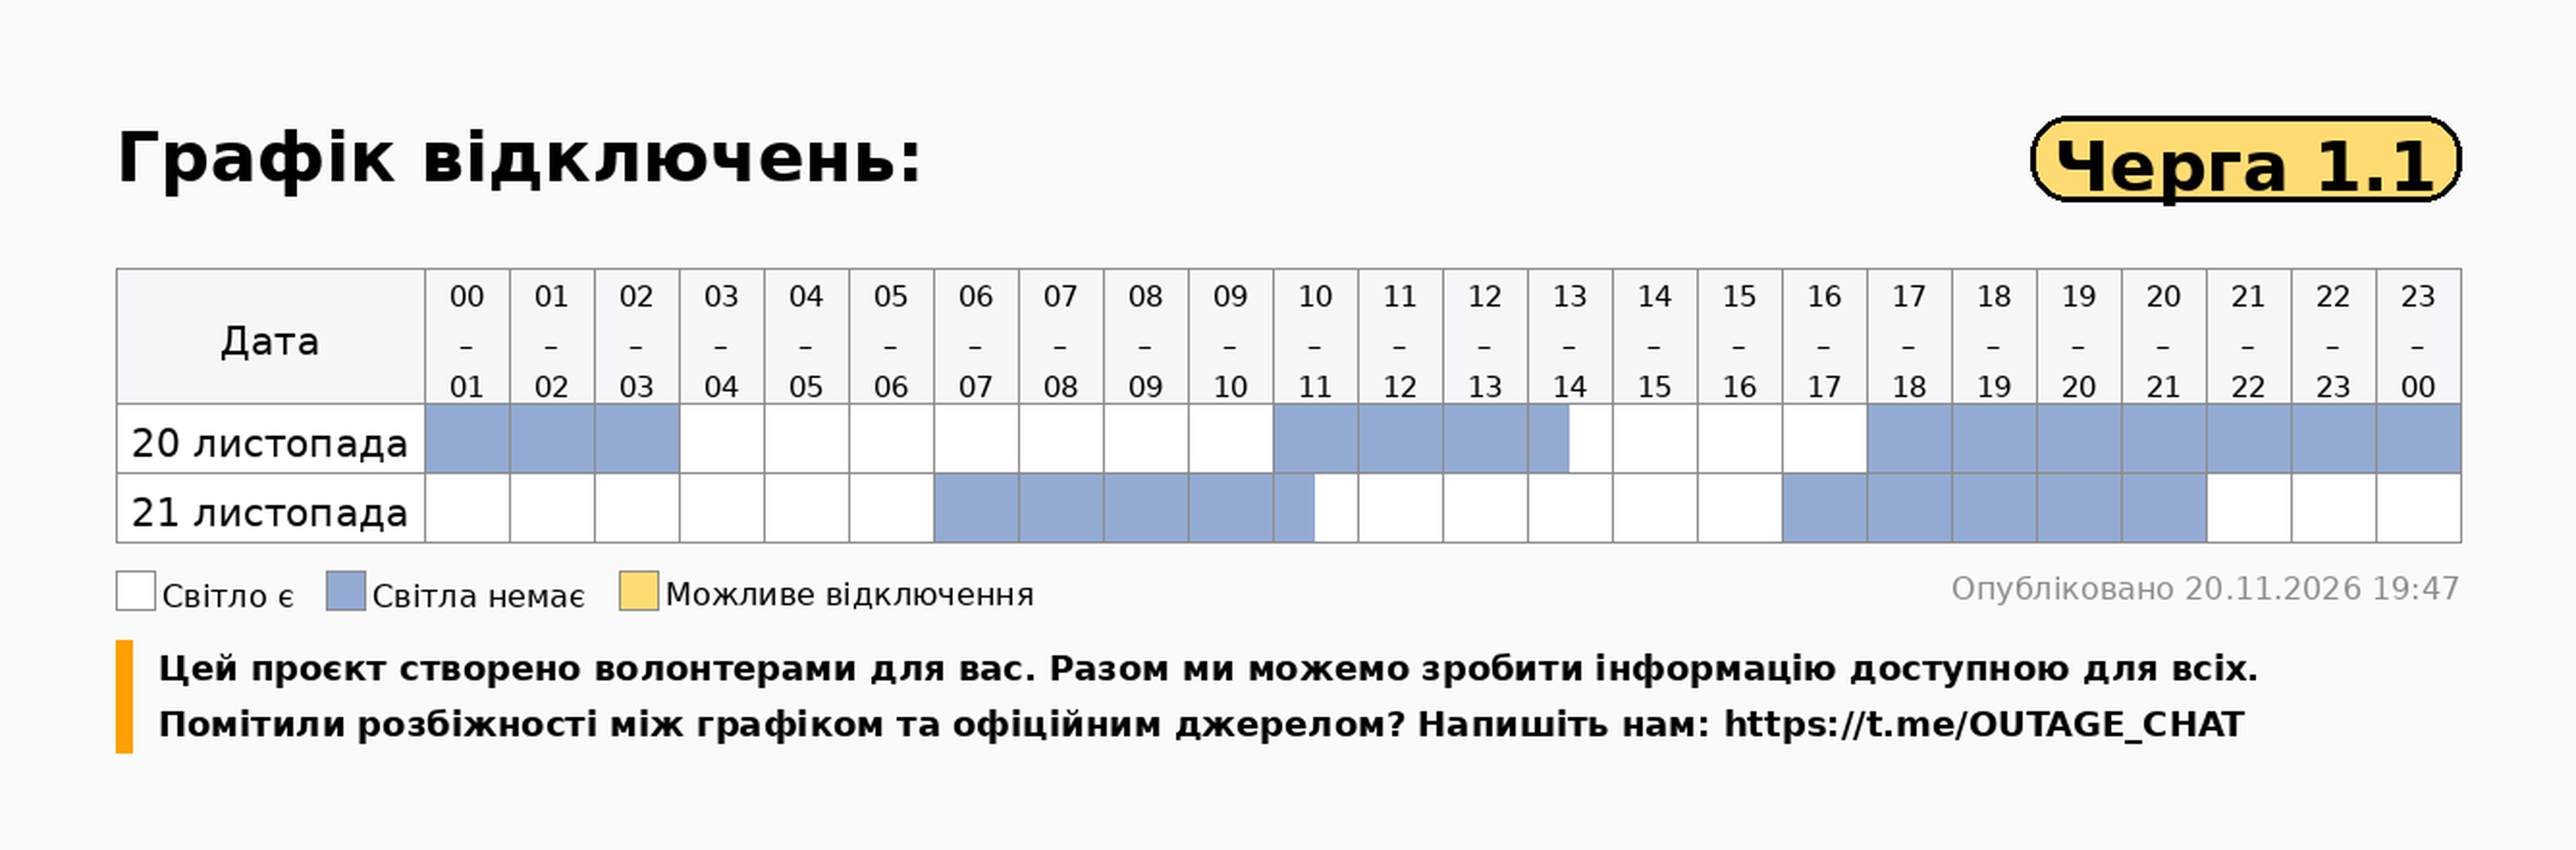 Графік відключень:
Черга 1.1
Дата 00 – 01 01 – 02 02 – 03 03 – 04 04 – 05 05 – 06 06 – 07 07 – 08 08 – 09 09 – 10 10 – 11 11 – 12 12 – 13 13 – 14 14 – 15 15 – 16 16 – 17 17 – 18 18 – 19 19 – 20 20 – 21 21 – 22 22 – 23 23 – 00
20 листопада
21 листопада
Світло є Світла немає Можливе відключення
Опубліковано 20.11.2026 19:47
Цей проєкт створено волонтерами для вас. Разом ми можемо зробити інформацію доступною для всіх.
Помітили розбіжності між графіком та офіційним джерелом? Напишіть нам: https://t.me/OUTAGE_CHAT